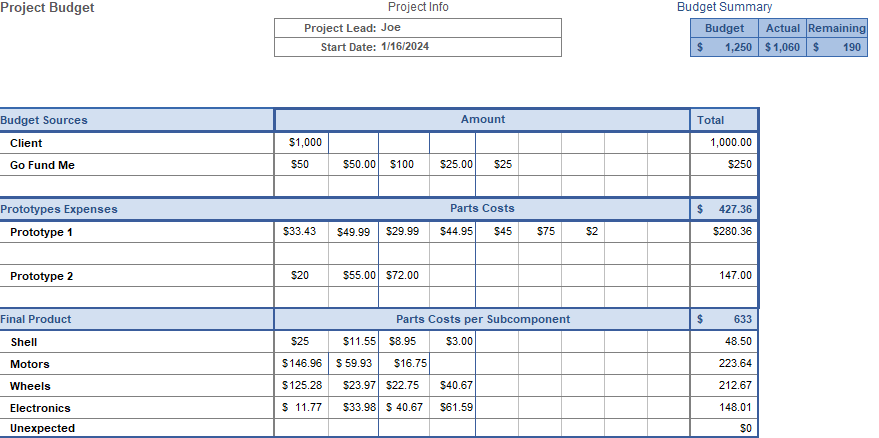 Project Budget Project Info Budget Summary
Project Lead: Joe Budget Actual Remaining
Start Date: 1/16/2024 $ 1,250 $ 1,060 $ 190
Budget Sources Amount Total
Client $1,000 1,000.00
Go Fund Me $50 $50.00 $100 $25.00 $25 $250
Prototypes Expenses Parts Costs $ 427.36
Prototype 1 $33.43 $49.99 $29.99 $44.95 $45 $75 $2 $280.36
Prototype 2 $20 $55.00 $72.00 147.00
Final Product Parts Costs per Subcomponent $ 633
Shell $25 $11.55 $8.95 $3.00 48.50
Motors $146.96 $ 59.93 $16.75 223.64
Wheels $125.28 $23.97 $22.75 $40.67 212.67
Electronics $ 11.77 $33.98 $ 40.67 $61.59 148.01
Unexpected $0